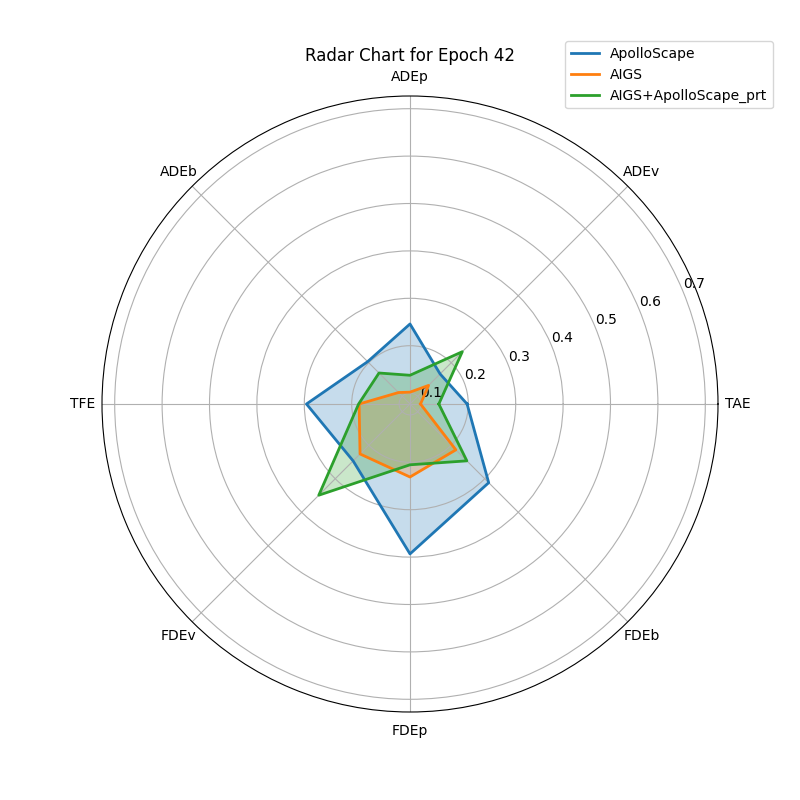 Radar Chart for Epoch 42
ApolloScape
AIGS
AIGS+ApolloScape_prt
ADEp
ADEb
ADEv
0.7
0.6
0.5
0.4
0.3
0.2
0.1
TFE
TAE
FDEv
FDEb
FDEp